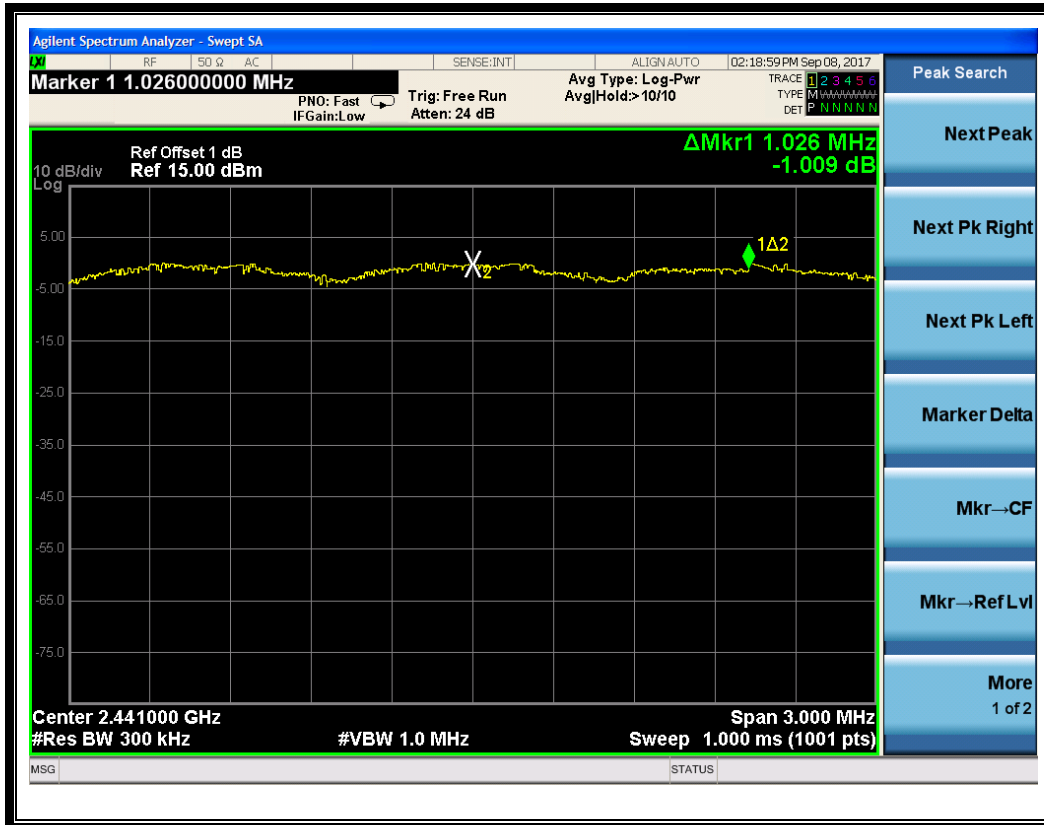 Agilent Spectrum Analyzer - Swept SA
LXI RF 50 Ω AC SENSE:INT ALIGN AUTO 02:18:59 PM Sep 08, 2017
Marker 1 1.026000000 MHz
PNO: Fast
IFGain:Low
Trig: Free Run
Atten: 24 dB
Avg Type: Log-Pwr
Avg|Hold:>10/10
TRACE 1 2 3 4 5 6
TYPE M
DET P N N N N N
Peak Search
ΔMkr1 1.026 MHz
-1.009 dB
Ref Offset 1 dB
10 dB/div Ref 15.00 dBm
Log
5.00
-5.00
-15.0
-25.0
-35.0
-45.0
-55.0
-65.0
-75.0
1Δ2
2
Center 2.441000 GHz
Span 3.000 MHz
#Res BW 300 kHz
#VBW 1.0 MHz
Sweep 1.000 ms (1001 pts)
Next Peak
Next Pk Right
Next Pk Left
Marker Delta
Mkr→CF
Mkr→Ref Lvl
More
1 of 2
MSG
STATUS